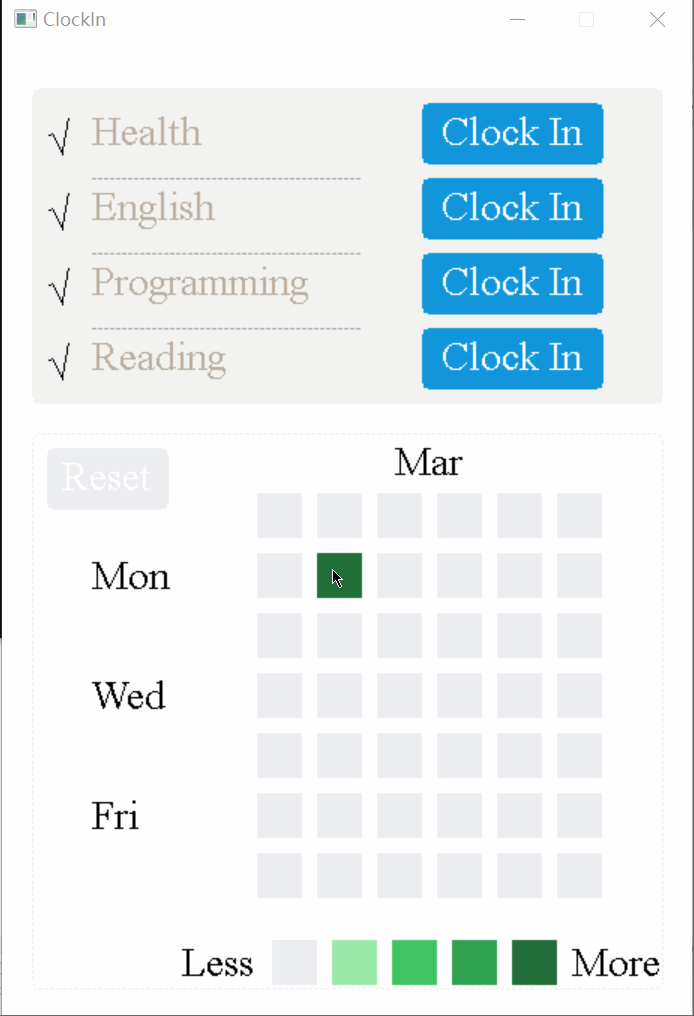 ClockIn
√ Health Clock In
√ English Clock In
√ Programming Clock In
√ Reading Clock In
Reset
Mar
Mon
Wed
Fri
Less More